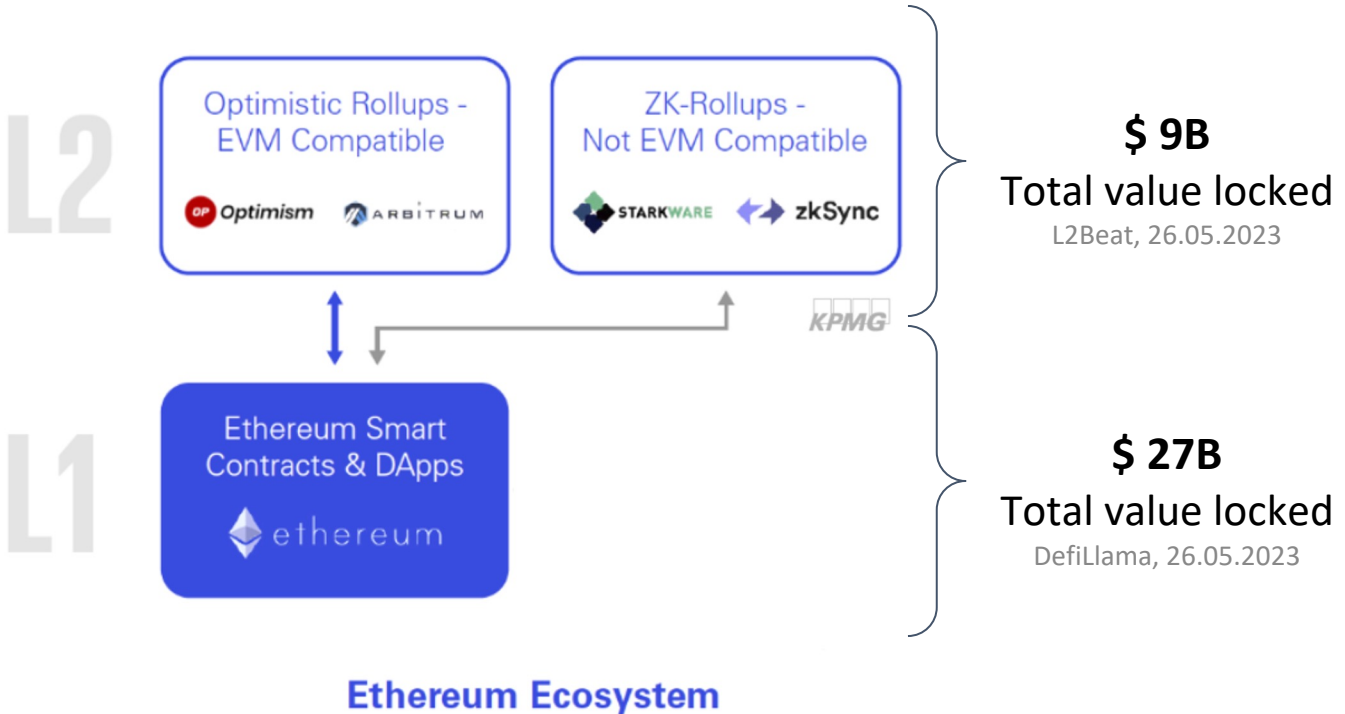 L2
Optimistic Rollups -
EVM Compatible
OP Optimism
ARBITRUM
ZK-Rollups -
Not EVM Compatible
STARKWARE
zkSync
$ 9B
Total value locked
L2Beat, 26.05.2023
KPMG
L1
Ethereum Smart
Contracts & DApps
ethereum
$ 27B
Total value locked
DefiLlama, 26.05.2023
Ethereum Ecosystem